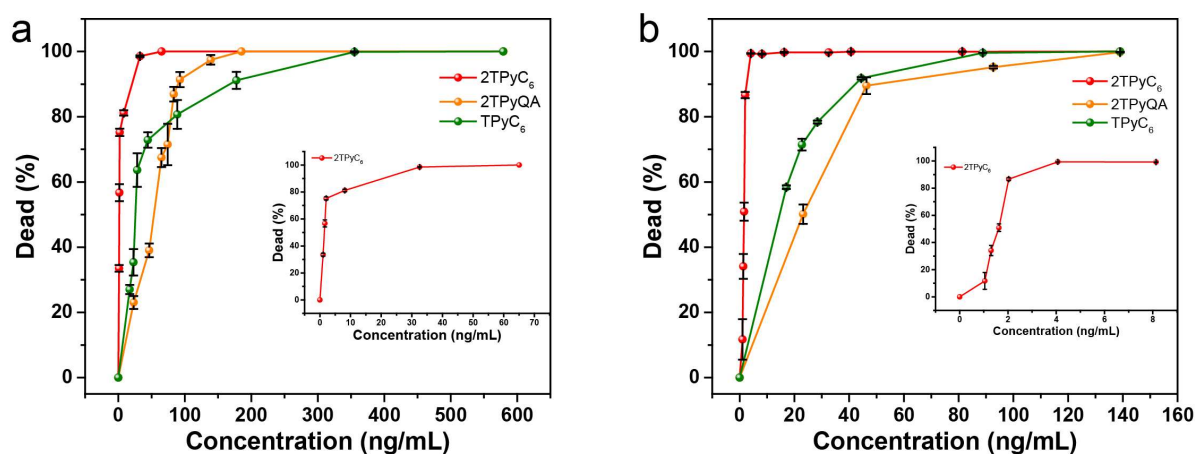 a
Dead (%)
100
80
60
40
20
0
2TPyC₆
2TPyQA
TPyC₆
Dead (%)
100
80
60
40
20
0
2TPyC₆
0 10 20 30 40 50 60 70
Concentration (ng/mL)
0 100 200 300 400 500 600
Concentration (ng/mL)
b
Dead (%)
100
80
60
40
20
0
2TPyC₆
2TPyQA
TPyC₆
Dead (%)
100
80
60
40
20
0
2TPyC₆
0 2 4 6 8
Concentration (ng/mL)
0 20 40 60 80 100 120 140 160
Concentration (ng/mL)